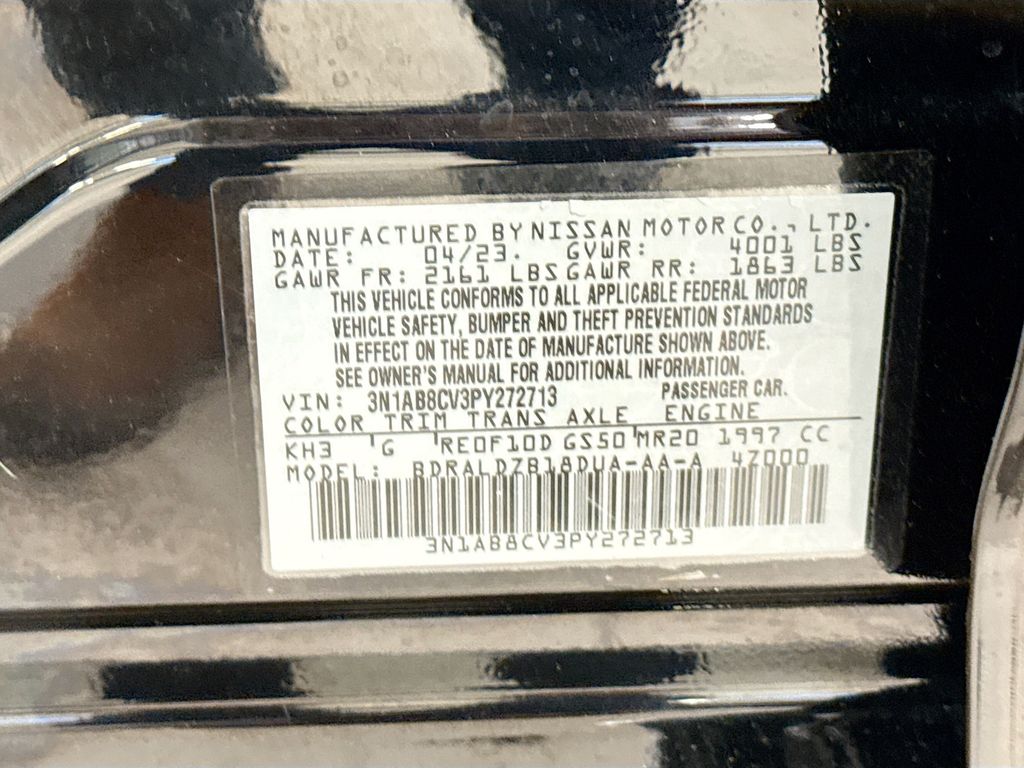 MANUFACTURED BY NISSAN MOTOR CO., LTD.
DATE: 04/23. GVWR: 4001 LBS
GAWR FR: 2161 LBS GAWR RR: 1863 LBS
THIS VEHICLE CONFORMS TO ALL APPLICABLE FEDERAL MOTOR
VEHICLE SAFETY, BUMPER AND THEFT PREVENTION STANDARDS
IN EFFECT ON THE DATE OF MANUFACTURE SHOWN ABOVE.
SEE OWNER'S MANUAL FOR ADDITIONAL INFORMATION.
VIN: 3N1AB8CV3PY272713 PASSENGER CAR.
COLOR TRIM TRANS AXLE ENGINE
KH3 G RE0F10D GS50 MR20 1997 CC
MODEL: BDRALDZB18DUA-AA-A 4Z000
3N1AB8CV3PY272713